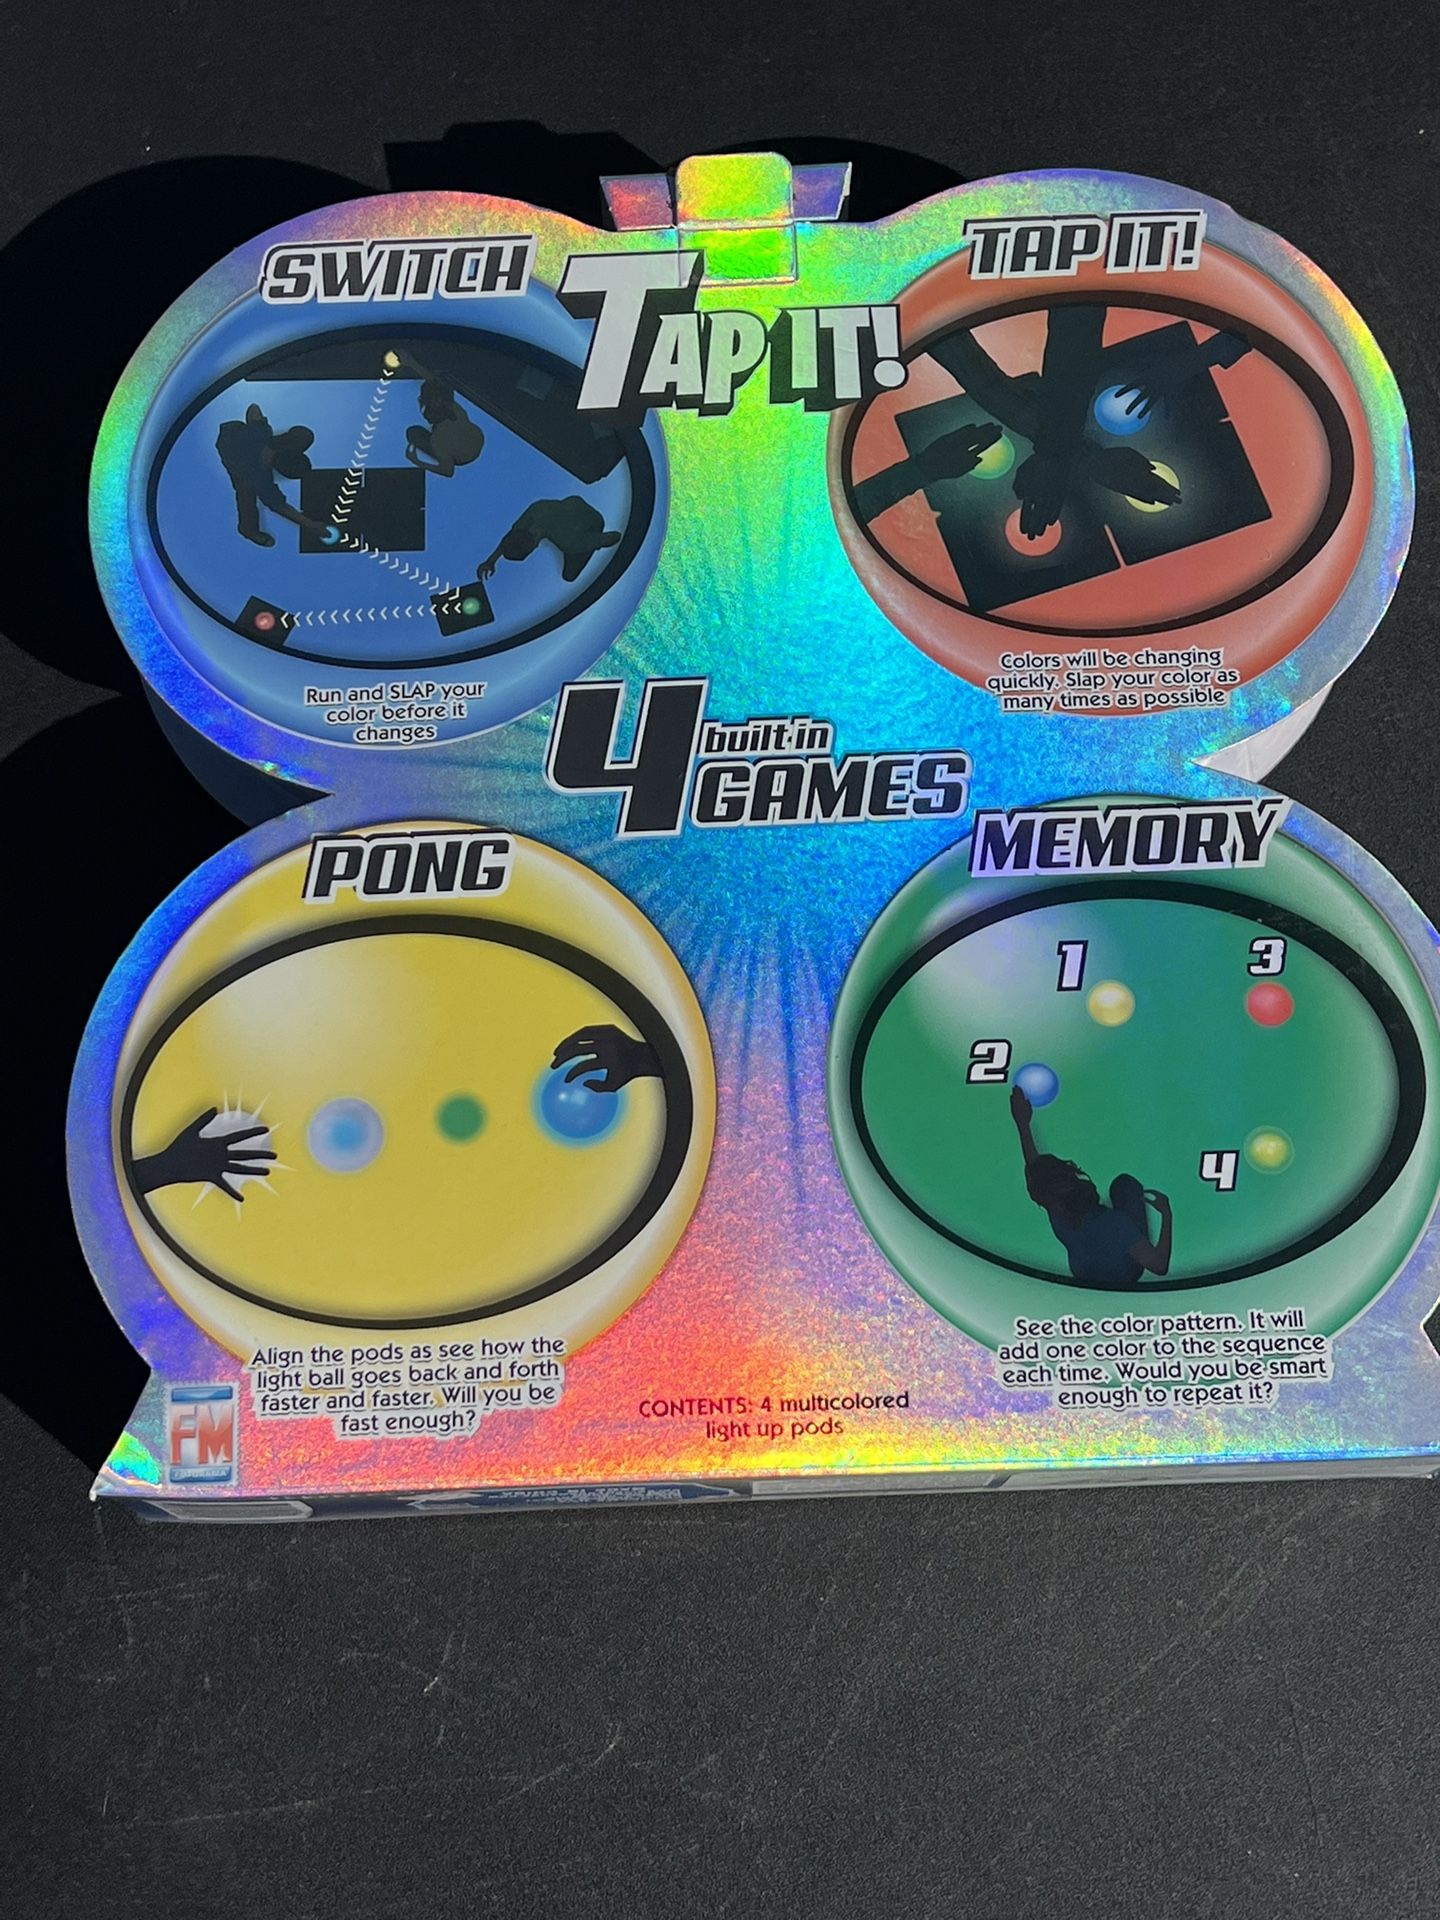 SWITCH
TAP IT!
TAP IT!
Run and SLAP your
color before it
changes
Colors will be changing
quickly. Slap your color as
many times as possible
4 built in
GAMES
PONG
MEMORY
1
3
2
4
Align the pods as see how the
light ball goes back and forth
faster and faster. Will you be
fast enough?
See the color pattern. It will
add one color to the sequence
each time. Would you be smart
enough to repeat it?
CONTENTS: 4 multicolored
light up pods
FM